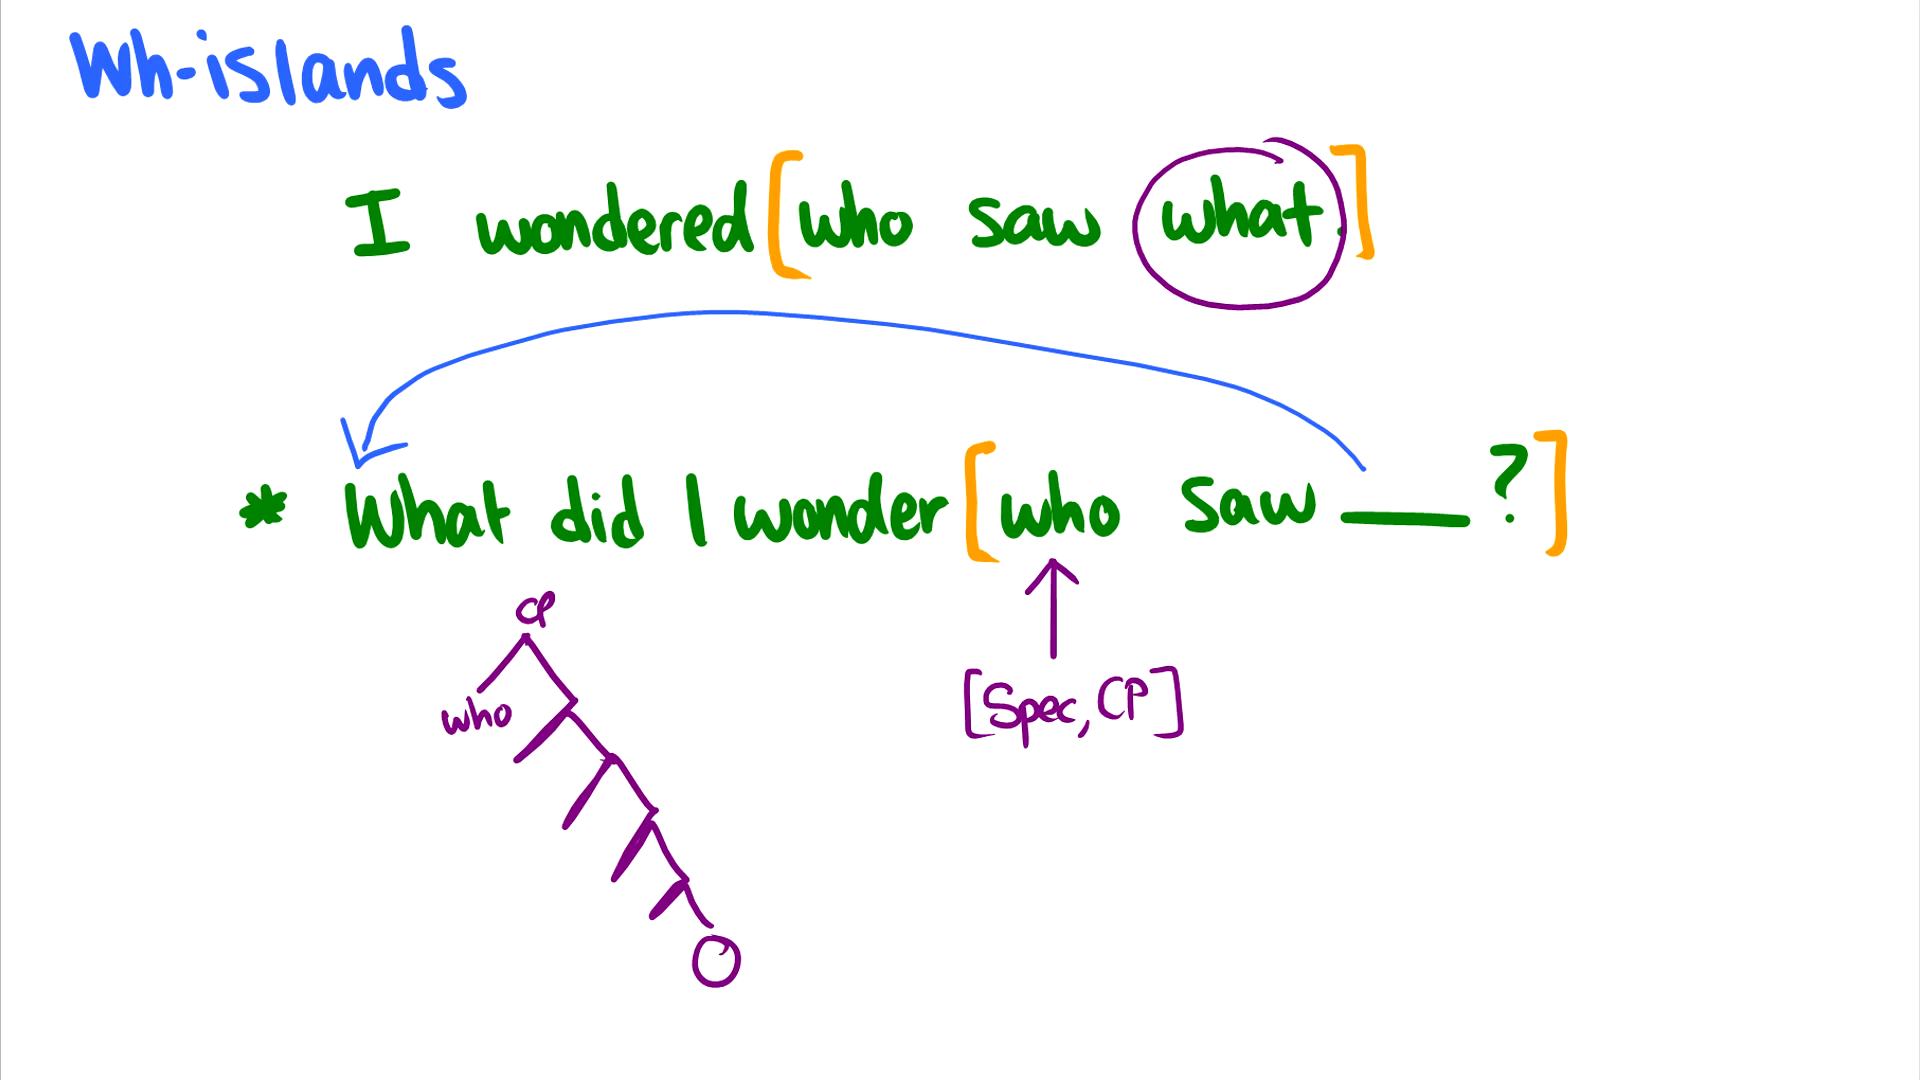 Wh-islands
I wondered [who saw what.]
* What did I wonder [who saw ___?]
CP
who
[Spec, CP]